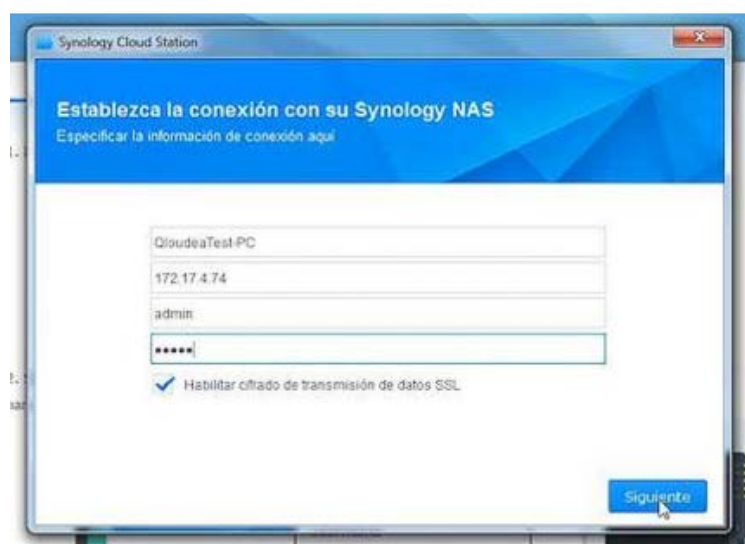 Synology Cloud Station
Establezca la conexión con su Synology NAS
Especificar la información de conexión aquí
QloudeaTest-PC
172.17.4.74
admin
•••••
Habilitar cifrado de transmisión de datos SSL
Siguiente